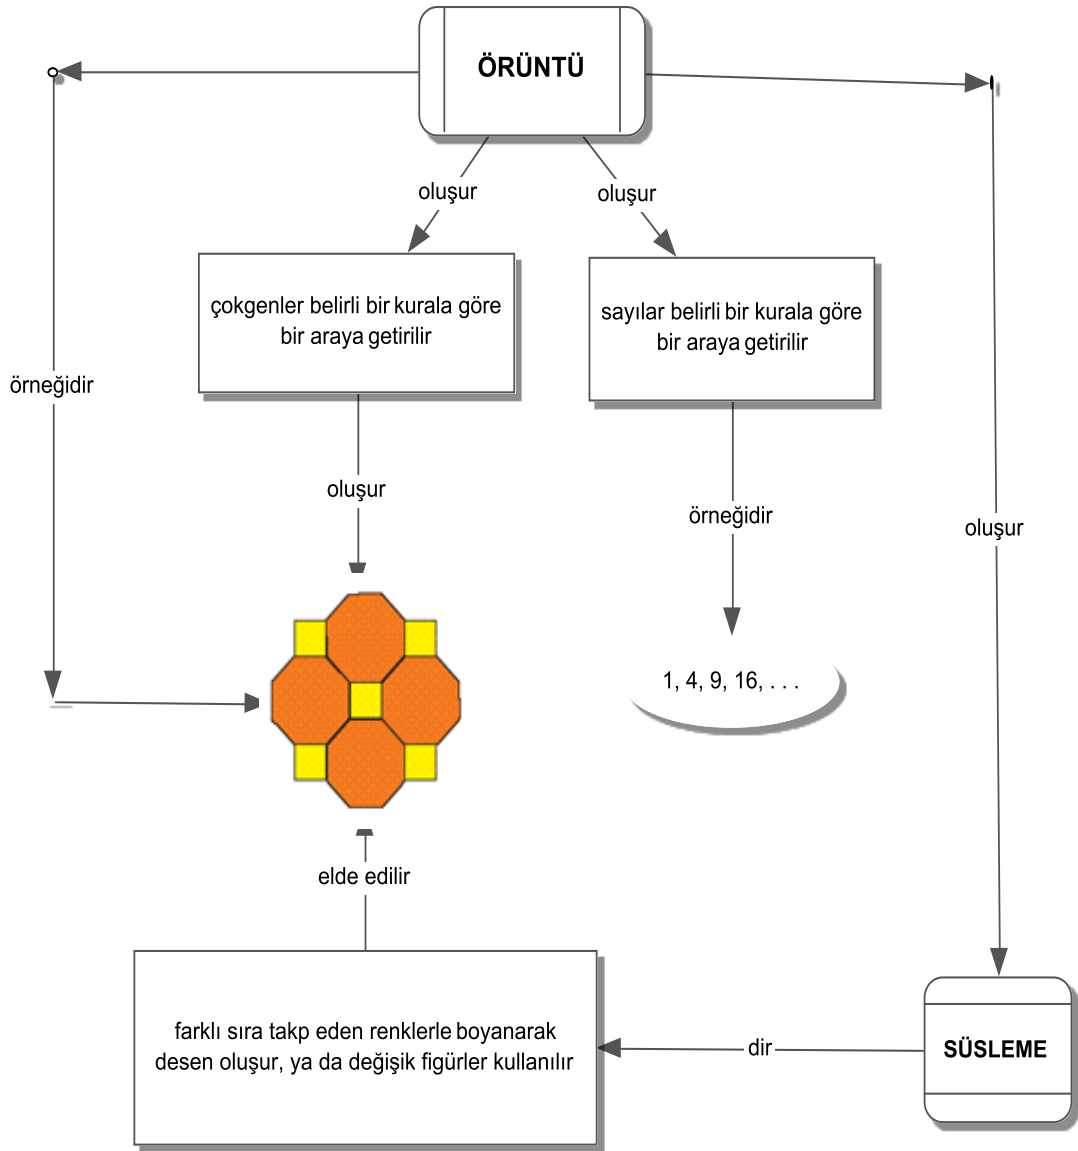 ÖRÜNTÜ
oluşur
oluşur
çokgenler belirli bir kurala göre
bir araya getirilir
sayılar belirli bir kurala göre
bir araya getirilir
örneğidir
oluşur
örneğidir
oluşur
1, 4, 9, 16, . . .
elde edilir
farklı sıra takp eden renklerle boyanarak
desen oluşur, ya da değişik figürler kullanılır
dir
SÜSLEME